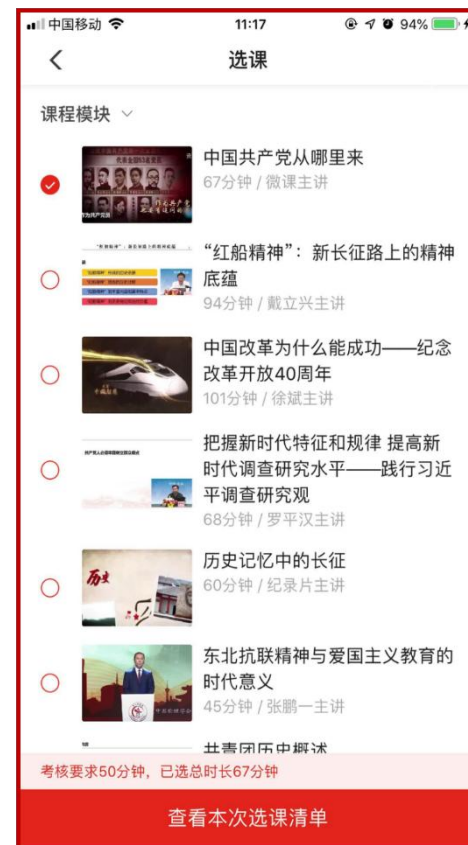 中国移动
11:17
94%
选课
课程模块
中国共产党从哪里来
67分钟 / 微课主讲
“红船精神”：新长征路上的精神
底蕴
94分钟 / 戴立兴主讲
中国改革为什么能成功——纪念
改革开放40周年
101分钟 / 徐斌主讲
把握新时代特征和规律 提高新
时代调查研究水平——践行习近
平调查研究观
68分钟 / 罗平汉主讲
历史
历史记忆中的长征
60分钟 / 纪录片主讲
东北抗联精神与爱国主义教育的
时代意义
45分钟 / 张鹏一主讲
共青团历史概述
考核要求50分钟，已选总时长67分钟
查看本次选课清单